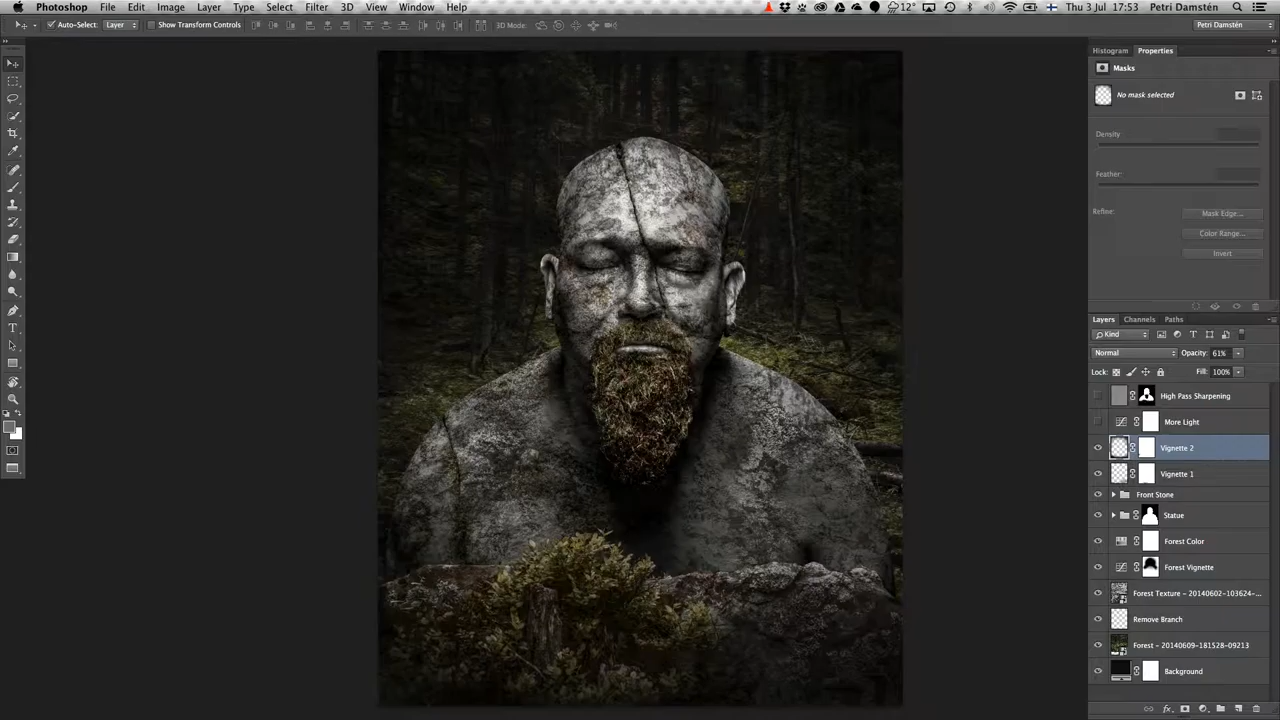 Photoshop File Edit Image Layer Type Select Filter 3D View Window Help 12° Thu 3 Jul 17:53 Petri Damstén
Auto-Select: Layer Show Transform Controls 3D Mode: Petri Damstén
Histogram Properties
Masks
No mask selected
Density:
Feather:
Refine: Mask Edge...
Color Range...
Invert
Layers Channels Paths
Kind
Normal Opacity: 61%
Lock: Fill: 100%
High Pass Sharpening
More Light
Vignette 2
Vignette 1
Front Stone
Statue
Forest Color
Forest Vignette
Forest Texture - 20140602-103624-...
Remove Branch
Forest - 20140609-181528-09213
Background
fx